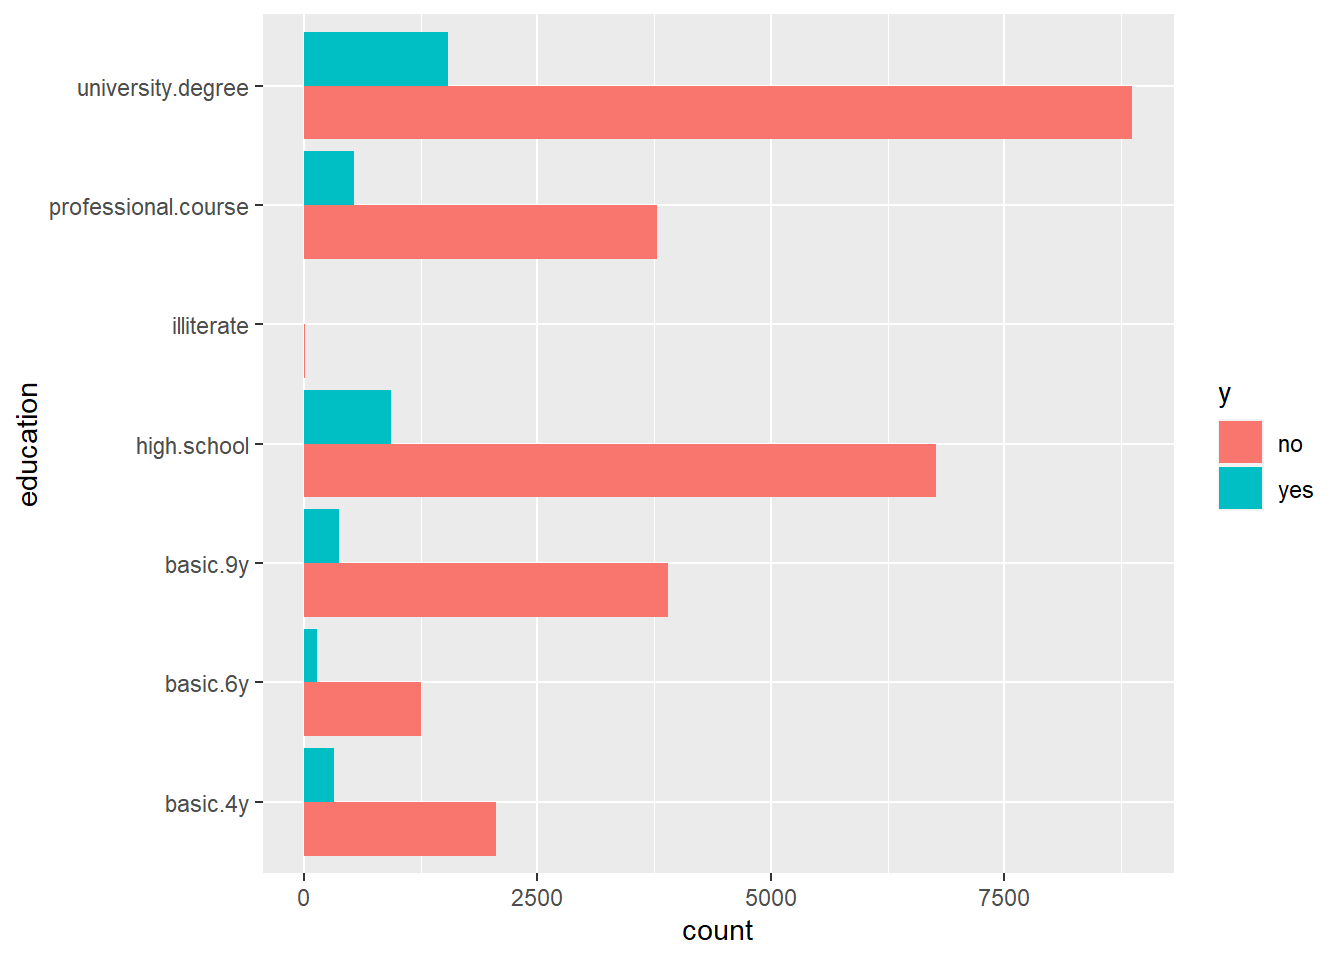 university.degree
professional.course
illiterate
high.school
basic.9y
basic.6y
basic.4y
education
0 2500 5000 7500
count
y
no
yes